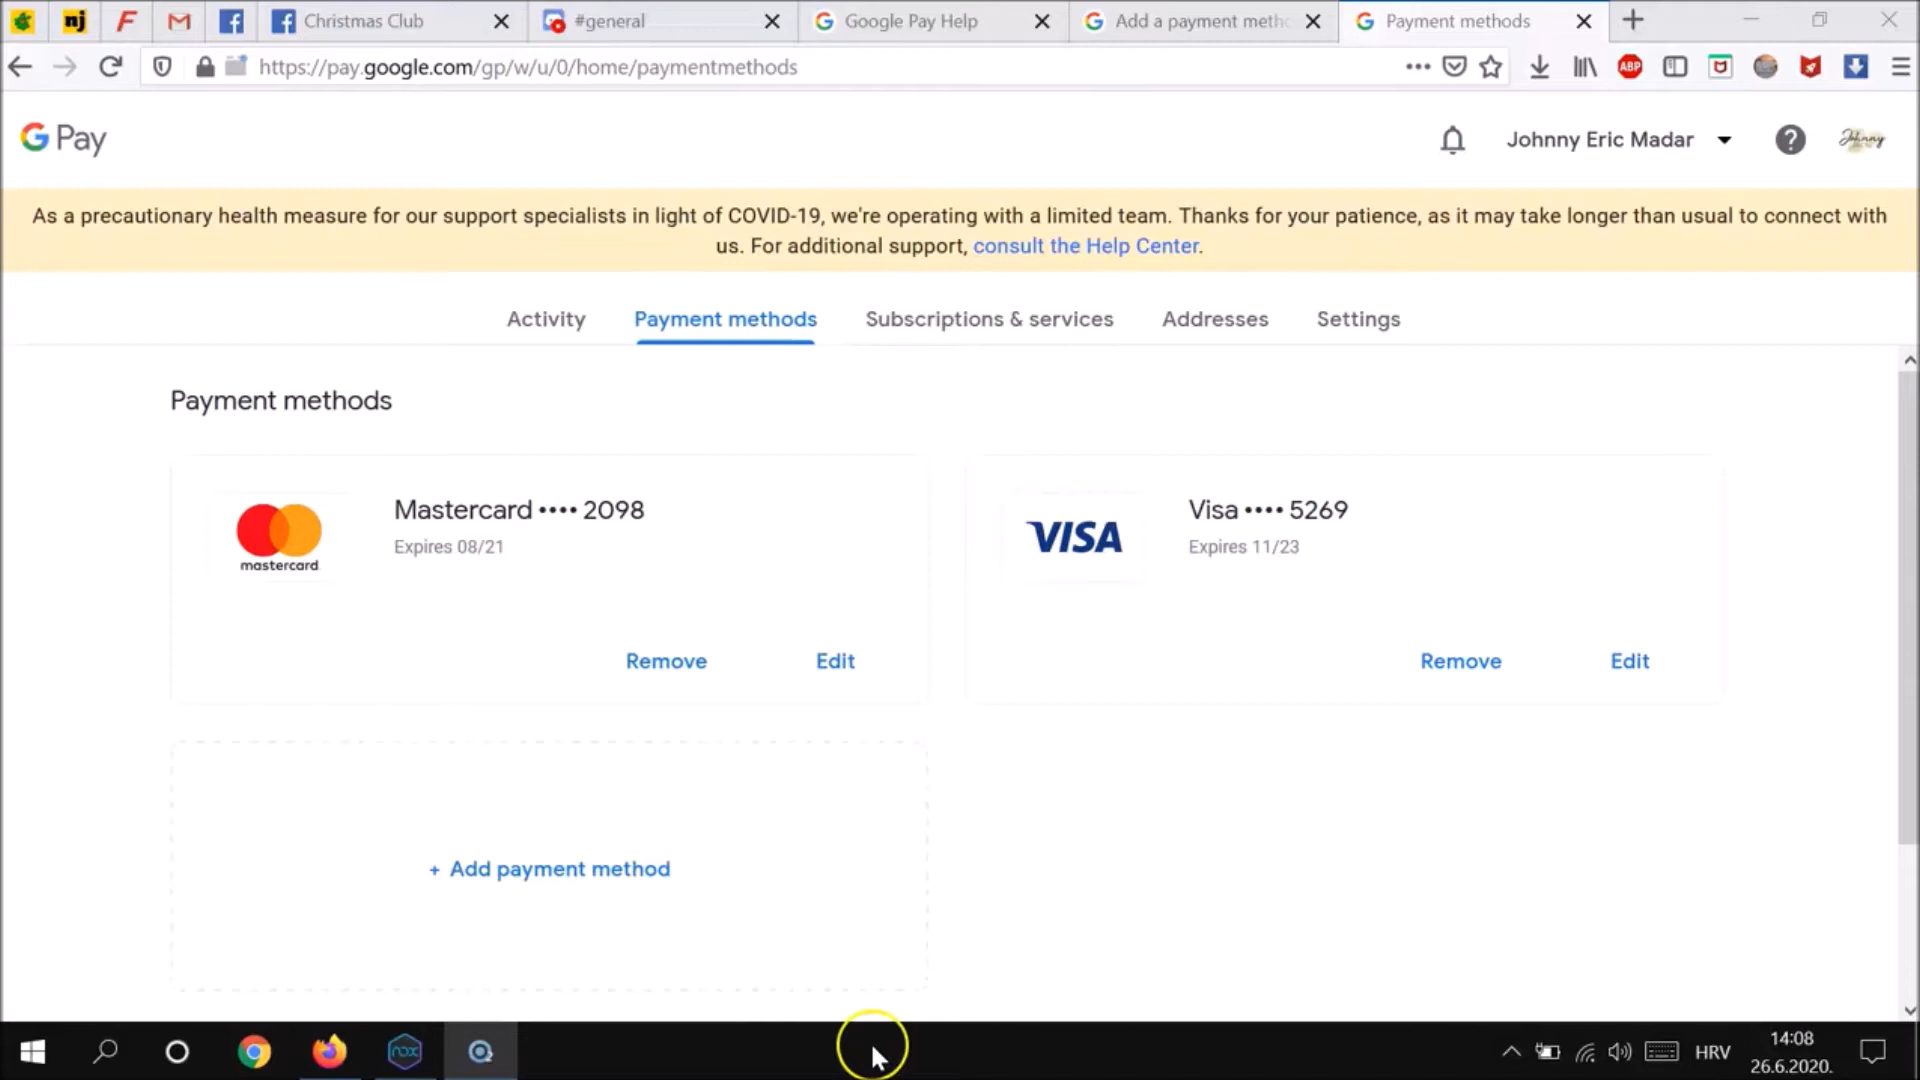 nj
F
Christmas Club
#general
Google Pay Help
Add a payment meth
Payment methods
https://pay.google.com/gp/w/u/0/home/paymentmethods
ABP
G Pay
Johnny Eric Madar
?
Johnny
As a precautionary health measure for our support specialists in light of COVID-19, we're operating with a limited team. Thanks for your patience, as it may take longer than usual to connect with
us. For additional support, consult the Help Center.
Activity
Payment methods
Subscriptions & services
Addresses
Settings
Payment methods
Mastercard •••• 2098
Expires 08/21
mastercard
Remove
Edit
Visa •••• 5269
Expires 11/23
VISA
Remove
Edit
+ Add payment method
nox
HRV
14:08
26.6.2020.